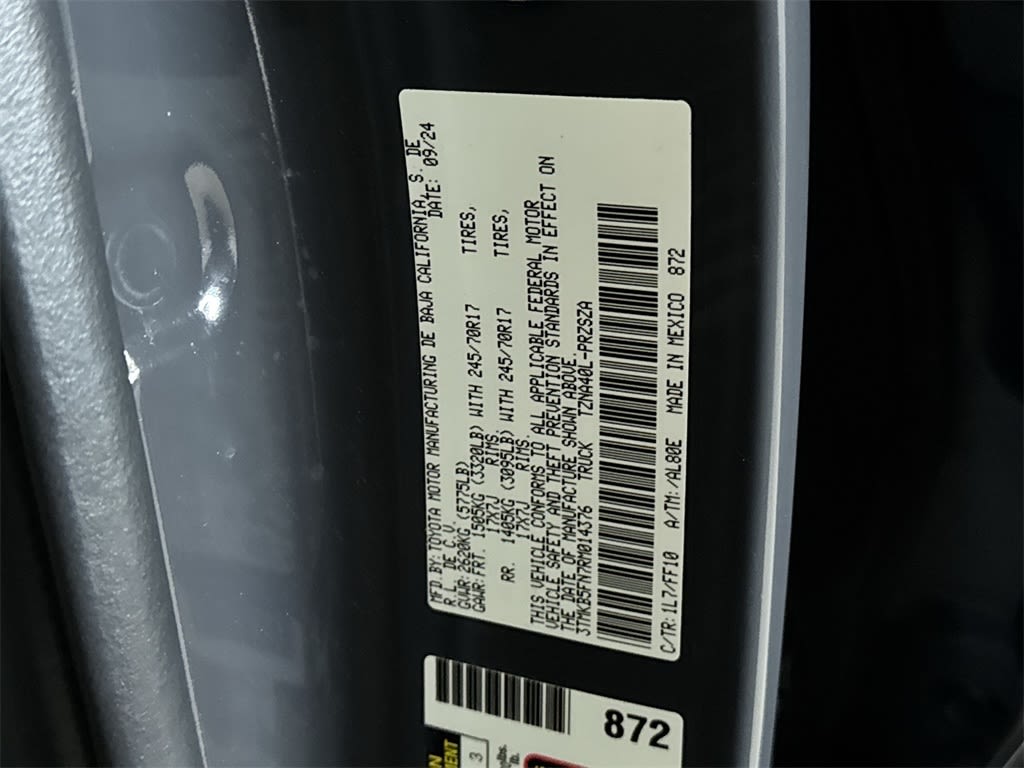 MFD.BY:TOYOTA MOTOR MANUFACTURING DE BAJA CALIFORNIA, S. DE
R.L. DE C.V. DATE: 09/24
GVWR:2620KG (5775LB)
GAWR:FRT. 1505KG (3320LB) WITH 245/70R17 TIRES,
17X7J RIMS.
RR. 1405KG (3095LB) WITH 245/70R17 TIRES,
17X7J RIMS.
THIS VEHICLE CONFORMS TO ALL APPLICABLE FEDERAL MOTOR
VEHICLE SAFETY AND THEFT PREVENTION STANDARDS IN EFFECT ON
THE DATE OF MANUFACTURE SHOWN ABOVE.
3TMKB5FN7RM014376 TRUCK TZNA40L-PRZSZA
C/TR:1L7/FF10 A/TM:/AL80E MADE IN MEXICO 872
872
3